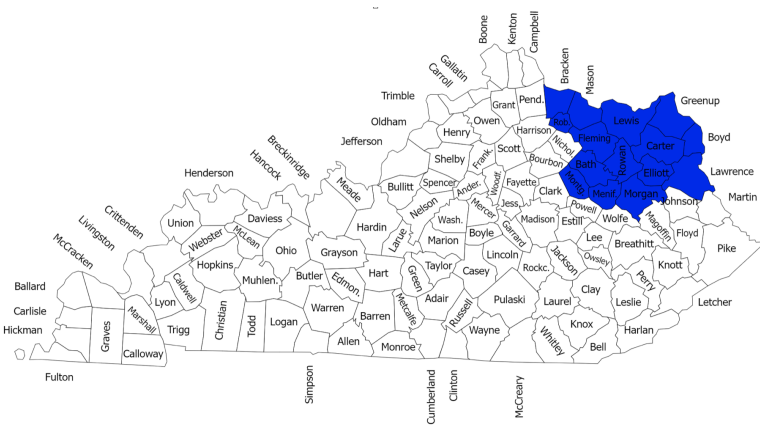 Boone
Kenton
Campbell
Bracken
Mason
Gallatin
Carroll
Trimble
Grant
Pend.
Greenup
Oldham
Owen
Rob.
Lewis
Jefferson
Henry
Harrison
Fleming
Boyd
Nichol.
Carter
Breckinridge
Hancock
Shelby
Frank.
Scott
Bourbon
Bath
Rowan
Elliott
Lawrence
Henderson
Meade
Bullitt
Spencer
Ander.
Woodf.
Fayette
Clark
Montg.
Menif.
Morgan
Johnson
Martin
Crittenden
Livingston
McCracken
Union
Daviess
Hardin
Nelson
Wash.
Mercer
Jess.
Madison
Estill
Powell
Wolfe
Magoffin
Floyd
Webster
McLean
Ohio
Grayson
Larue
Marion
Boyle
Garrard
Lee
Breathitt
Pike
Hopkins
Caldwell
Muhlen.
Butler
Edmon.
Hart
Green
Taylor
Casey
Lincoln
Rockc.
Jackson
Owsley
Perry
Knott
Ballard
Carlisle
Hickman
Fulton
Graves
Marshall
Calloway
Lyon
Trigg
Christian
Todd
Logan
Warren
Simpson
Allen
Barren
Metcalfe
Monroe
Adair
Cumberland
Clinton
Russell
Pulaski
Wayne
McCreary
Laurel
Clay
Leslie
Letcher
Knox
Whitley
Bell
Harlan